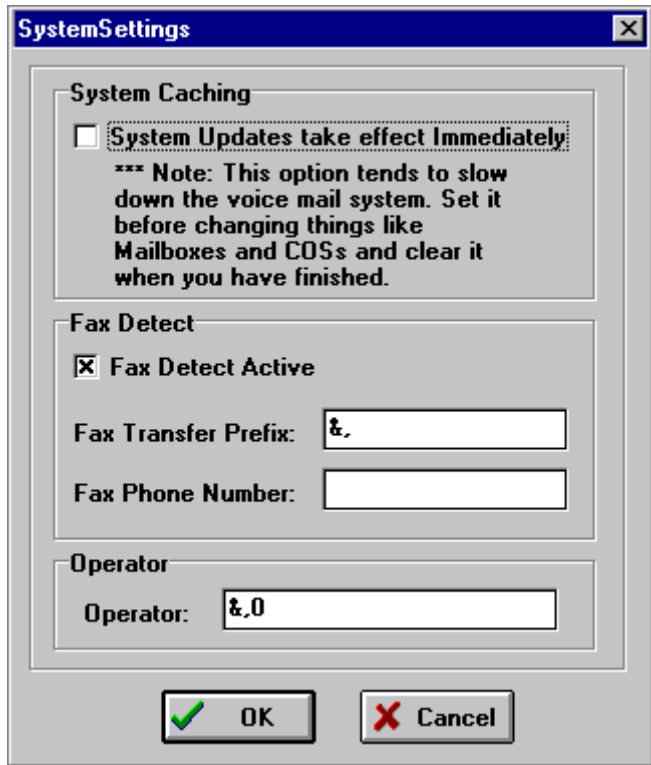 SystemSettings
System Caching
System Updates take effect Immediately
*** Note: This option tends to slow
down the voice mail system. Set it
before changing things like
Mailboxes and COSs and clear it
when you have finished.
Fax Detect
Fax Detect Active
Fax Transfer Prefix: &,
Fax Phone Number:
Operator
Operator: &,0
OK Cancel